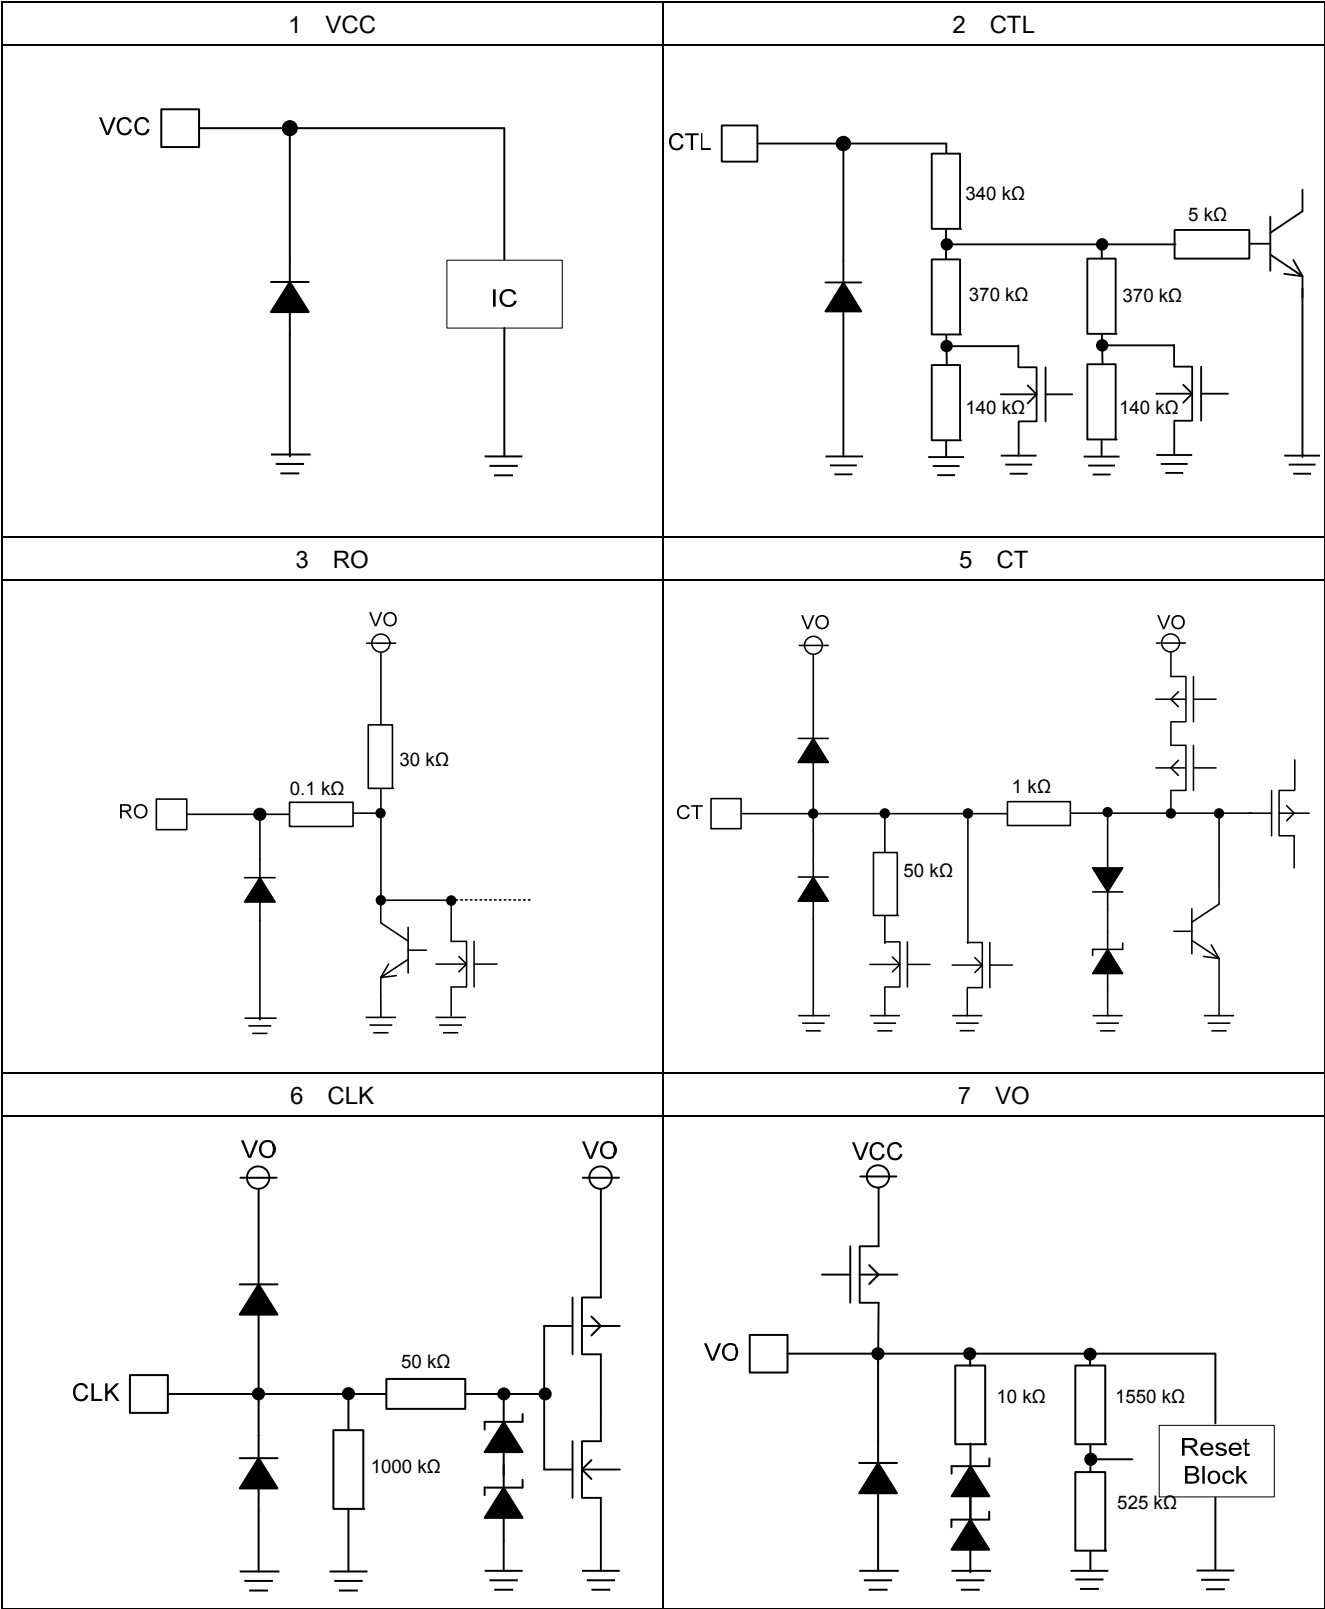 1 VCC
2 CTL
VCC
IC
CTL
340 kΩ
5 kΩ
370 kΩ
370 kΩ
140 kΩ
140 kΩ
3 RO
5 CT
VO
30 kΩ
0.1 kΩ
RO
VO
VO
1 kΩ
CT
50 kΩ
6 CLK
7 VO
VO
VO
50 kΩ
CLK
1000 kΩ
VCC
VO
10 kΩ
1550 kΩ
Reset
Block
525 kΩ